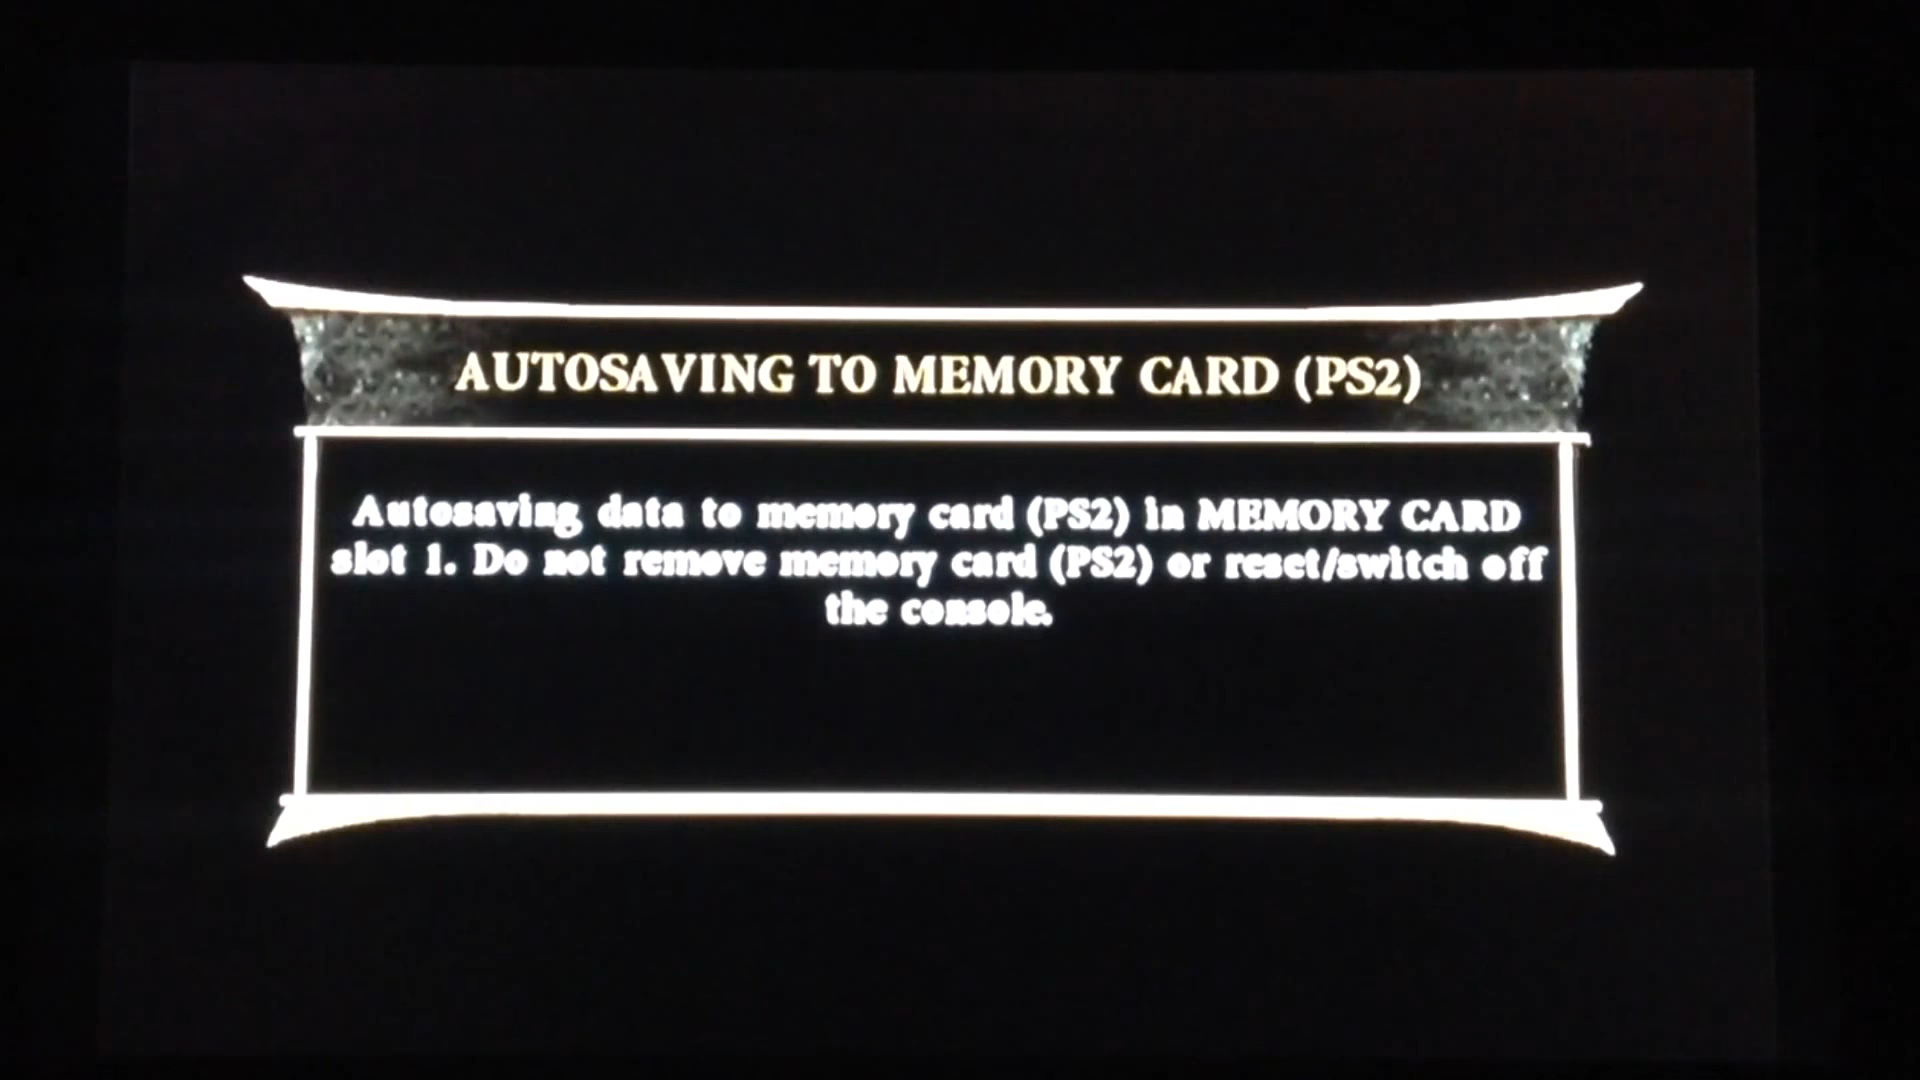 AUTOSAVING TO MEMORY CARD (PS2)
Autosaving data to memory card (PS2) in MEMORY CARD
slot 1. Do not remove memory card (PS2) or reset/switch off
the console.